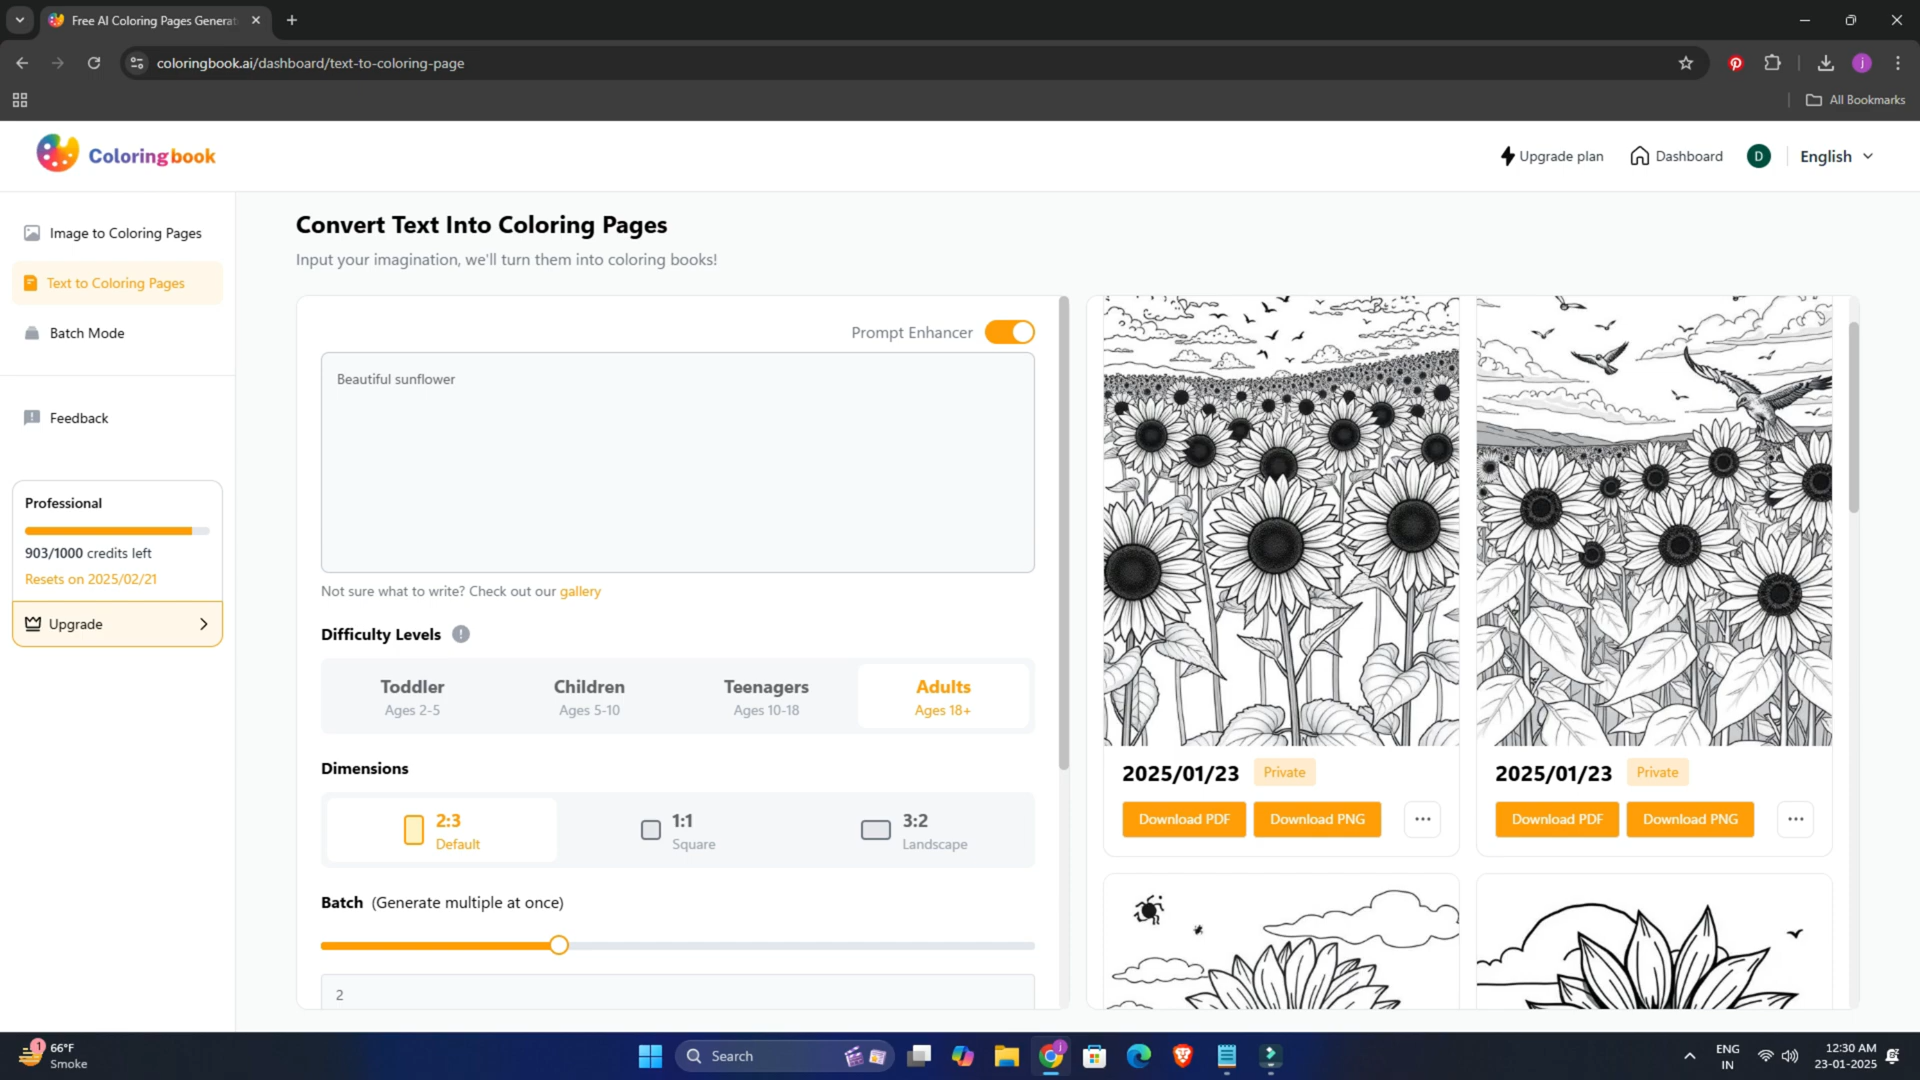 Free AI Coloring Pages Generat
coloringbook.ai/dashboard/text-to-coloring-page
All Bookmarks
Coloringbook
Upgrade plan
Dashboard
D
English
Image to Coloring Pages
Text to Coloring Pages
Batch Mode
Feedback
Professional
903/1000 credits left
Resets on 2025/02/21
Upgrade
Convert Text Into Coloring Pages
Input your imagination, we'll turn them into coloring books!
Prompt Enhancer
Beautiful sunflower
Not sure what to write? Check out our gallery
Difficulty Levels
Toddler
Ages 2-5
Children
Ages 5-10
Teenagers
Ages 10-18
Adults
Ages 18+
Dimensions
2:3
Default
1:1
Square
3:2
Landscape
Batch (Generate multiple at once)
2
2025/01/23 Private
Download PDF
Download PNG
2025/01/23 Private
Download PDF
Download PNG
1
66°F
Smoke
Search
ENG
IN
12:30 AM
23-01-2025